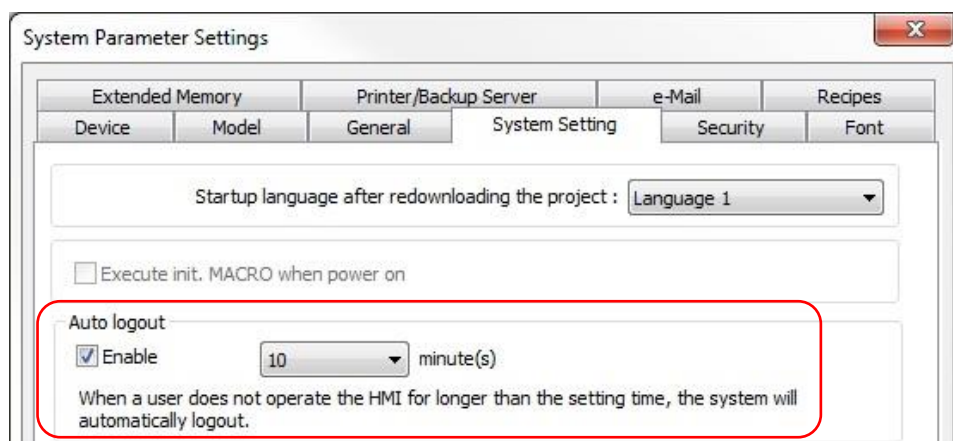 System Parameter Settings
Extended Memory
Printer/Backup Server
e-Mail
Recipes
Device
Model
General
System Setting
Security
Font
Startup language after redownloading the project : Language 1
Execute init. MACRO when power on
Auto logout
Enable 10 minute(s)
When a user does not operate the HMI for longer than the setting time, the system will
automatically logout.